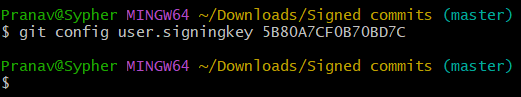 Pranav@Sypher MINGW64 ~/Downloads/Signed commits (master)
$ git config user.signingkey 5B80A7CF0B70BD7C
Pranav@Sypher MINGW64 ~/Downloads/Signed commits (master)
$